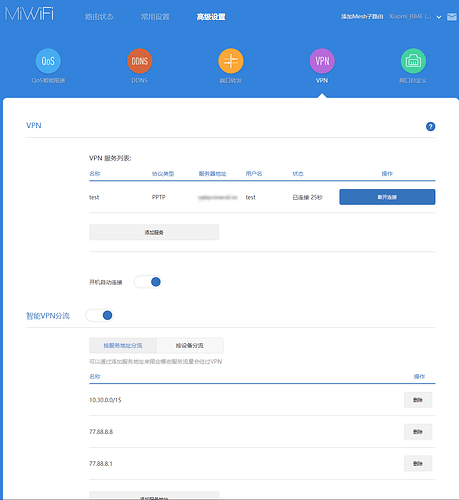 MiWiFi
路由状态 常用设置 高级设置 添加Mesh子路由 Xiaomi_8B4E (...
QoS DDNS VPN
QoS智能限速 DDNS 端口转发 VPN 网口自定义
VPN ?
VPN 服务列表:
名称 协议类型 服务器地址 用户名 状态 操作
test PPTP test 已连接 25秒 断开连接
添加服务
开机自动连接
智能VPN分流
按服务地址分流 按设备分流
可以通过添加服务地址来限定哪些服务流量会经过VPN
名称 操作
10.30.0.0/15 删除
77.88.8.8 删除
77.88.8.1 删除
添加服务地址